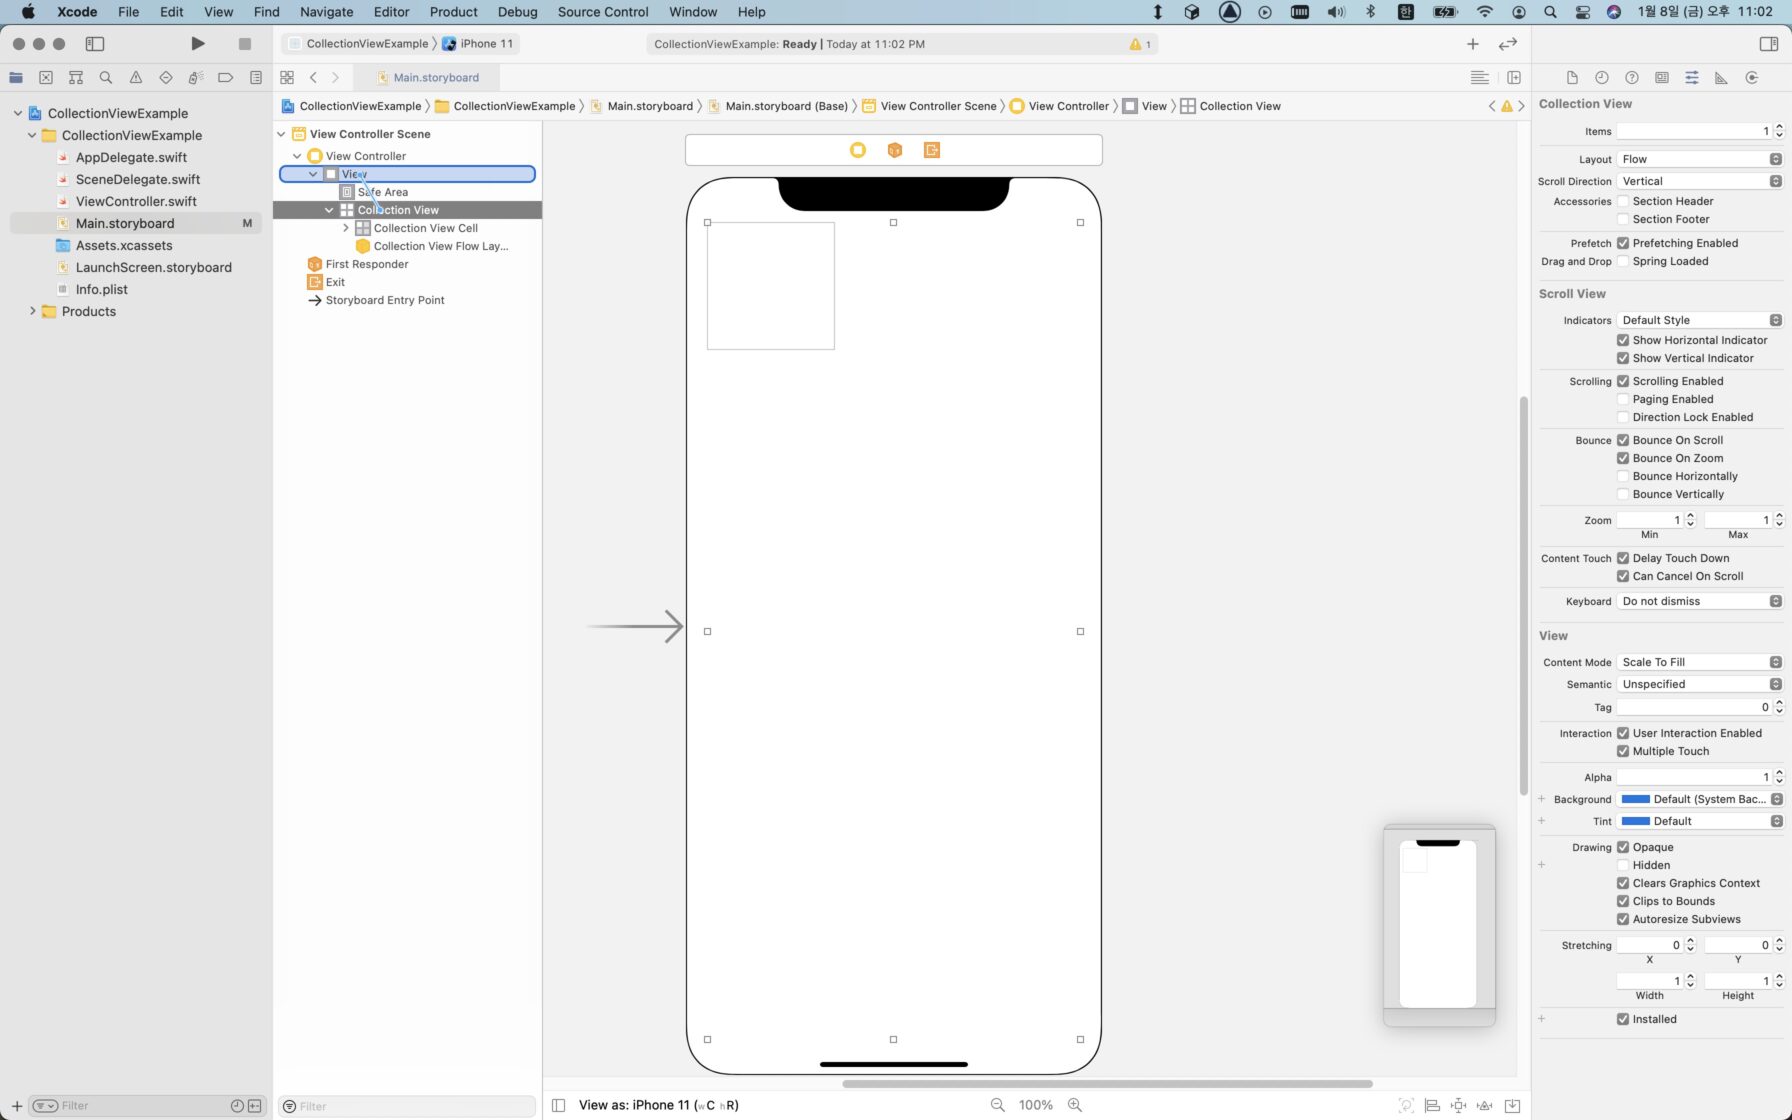 Xcode File Edit View Find Navigate Editor Product Debug Source Control Window Help 한 1월 8일 (금) 오후 11:02
CollectionViewExample 〉 iPhone 11
CollectionViewExample: Ready | Today at 11:02 PM 1
Main.storyboard
CollectionViewExample 〉 CollectionViewExample 〉 Main.storyboard 〉 Main.storyboard (Base) 〉 View Controller Scene 〉 View Controller 〉 View 〉 Collection View
CollectionViewExample
CollectionViewExample
AppDelegate.swift
SceneDelegate.swift
ViewController.swift
Main.storyboard M
Assets.xcassets
LaunchScreen.storyboard
Info.plist
Products
Filter
View Controller Scene
View Controller
View
Safe Area
Collection View
Collection View Cell
Collection View Flow Lay...
First Responder
Exit
Storyboard Entry Point
Filter
View as: iPhone 11 (wC hR)
100%
Collection View
Items 1
Layout Flow
Scroll Direction Vertical
Accessories Section Header
Section Footer
Prefetch Prefetching Enabled
Drag and Drop Spring Loaded
Scroll View
Indicators Default Style
Show Horizontal Indicator
Show Vertical Indicator
Scrolling Scrolling Enabled
Paging Enabled
Direction Lock Enabled
Bounce Bounce On Scroll
Bounce On Zoom
Bounce Horizontally
Bounce Vertically
Zoom 1 1
Min Max
Content Touch Delay Touch Down
Can Cancel On Scroll
Keyboard Do not dismiss
View
Content Mode Scale To Fill
Semantic Unspecified
Tag 0
Interaction User Interaction Enabled
Multiple Touch
Alpha 1
Background Default (System Bac...
Tint Default
Drawing Opaque
Hidden
Clears Graphics Context
Clips to Bounds
Autoresize Subviews
Stretching 0 0
X Y
1 1
Width Height
Installed